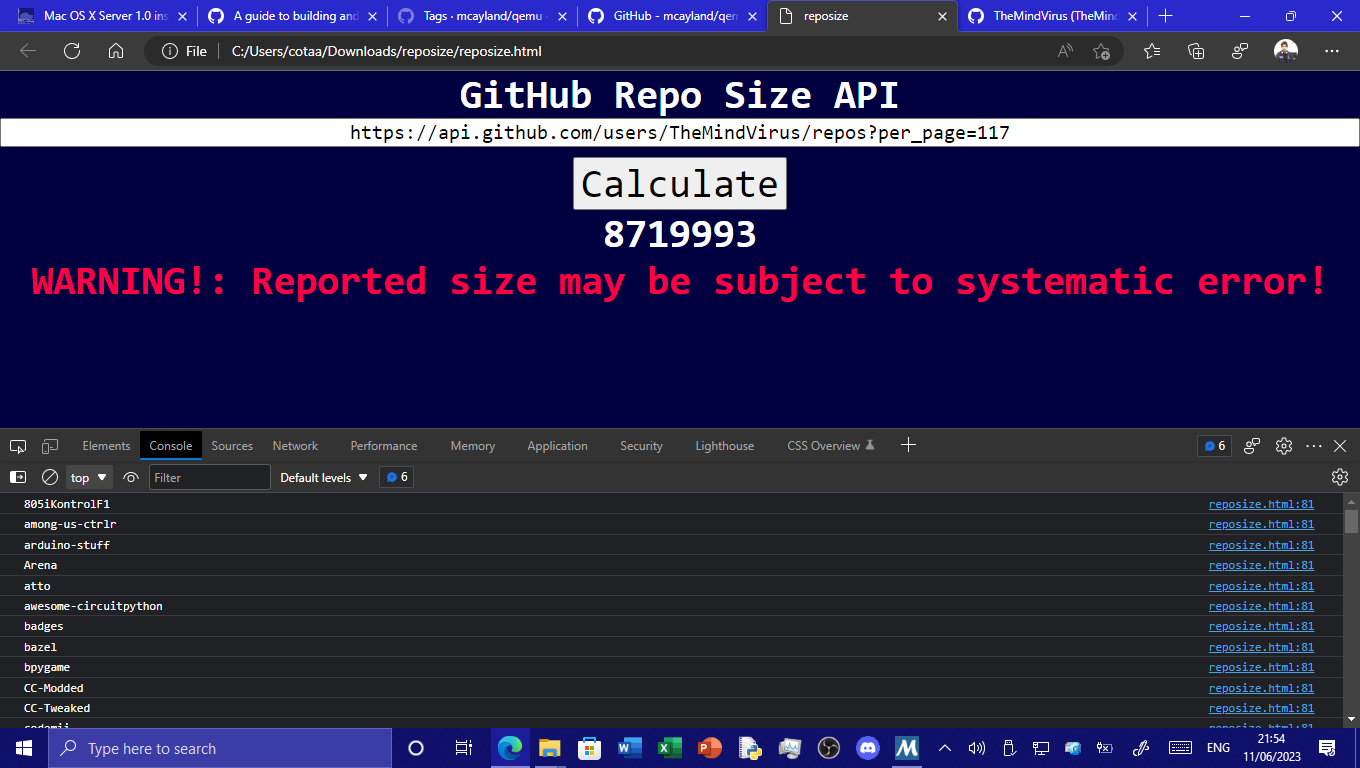 Mac OS X Server 1.0 ins
A guide to building and
Tags · mcayland/qemu ·
GitHub - mcayland/qem
reposize
TheMindVirus (TheMind
File
C:/Users/cotaa/Downloads/reposize/reposize.html
GitHub Repo Size API
https://api.github.com/users/TheMindVirus/repos?per_page=117
Calculate
8719993
WARNING!: Reported size may be subject to systematic error!
Elements Console Sources Network Performance Memory Application Security Lighthouse CSS Overview 6
top Filter Default levels 6
805iKontrolF1 reposize.html:81
among-us-ctrlr reposize.html:81
arduino-stuff reposize.html:81
Arena reposize.html:81
atto reposize.html:81
awesome-circuitpython reposize.html:81
badges reposize.html:81
bazel reposize.html:81
bpygame reposize.html:81
CC-Modded reposize.html:81
CC-Tweaked reposize.html:81
Type here to search
ENG
21:54
11/06/2023